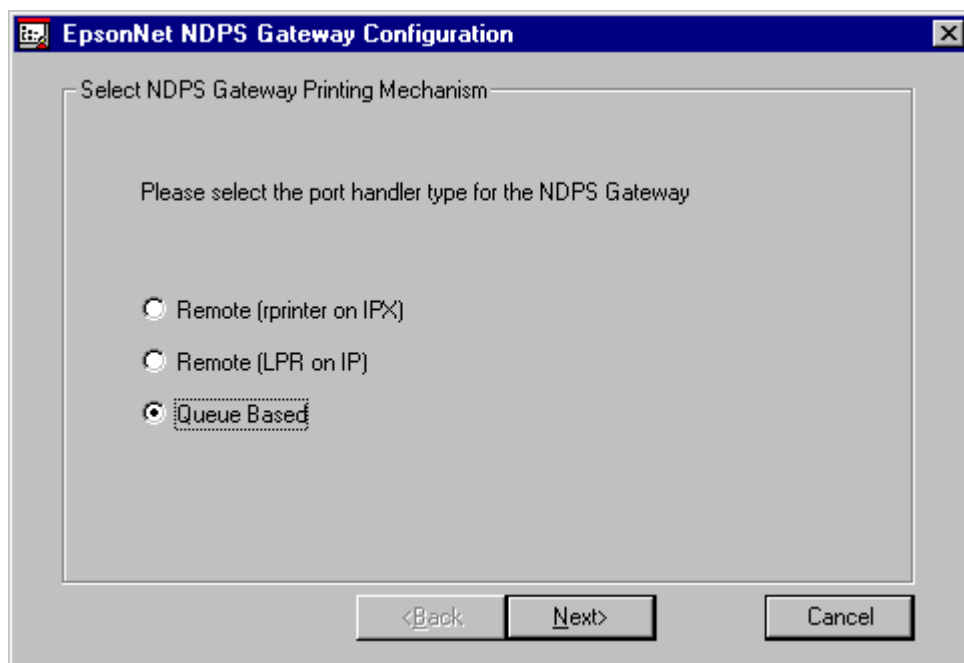 EpsonNet NDPS Gateway Configuration
Select NDPS Gateway Printing Mechanism
Please select the port handler type for the NDPS Gateway
Remote (rprinter on IPX)
Remote (LPR on IP)
Queue Based
<Back
Next>
Cancel